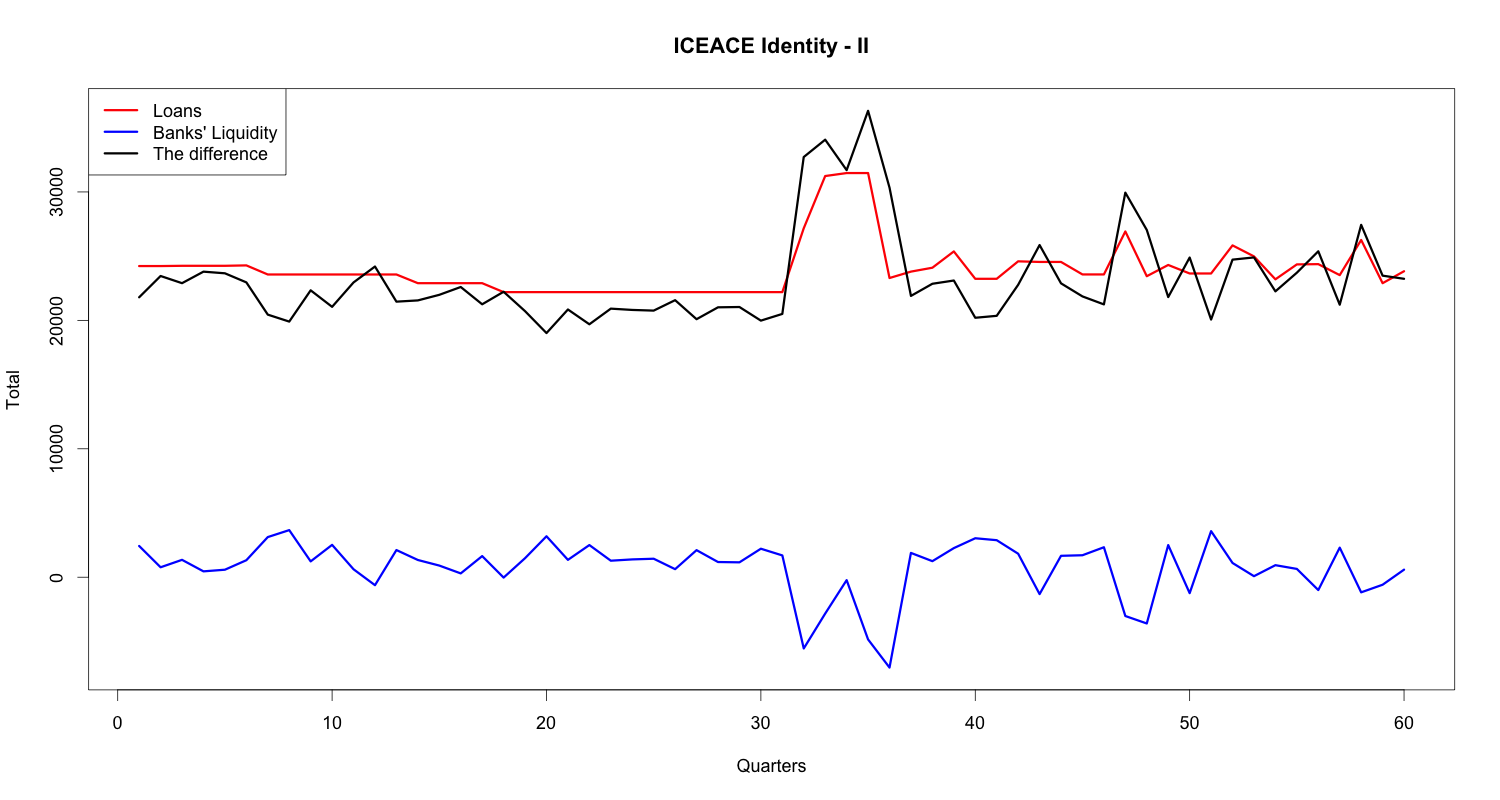 ICEACE Identity - II
Loans
Banks' Liquidity
The difference
Total
30000
20000
10000
0
0 10 20 30 40 50 60
Quarters